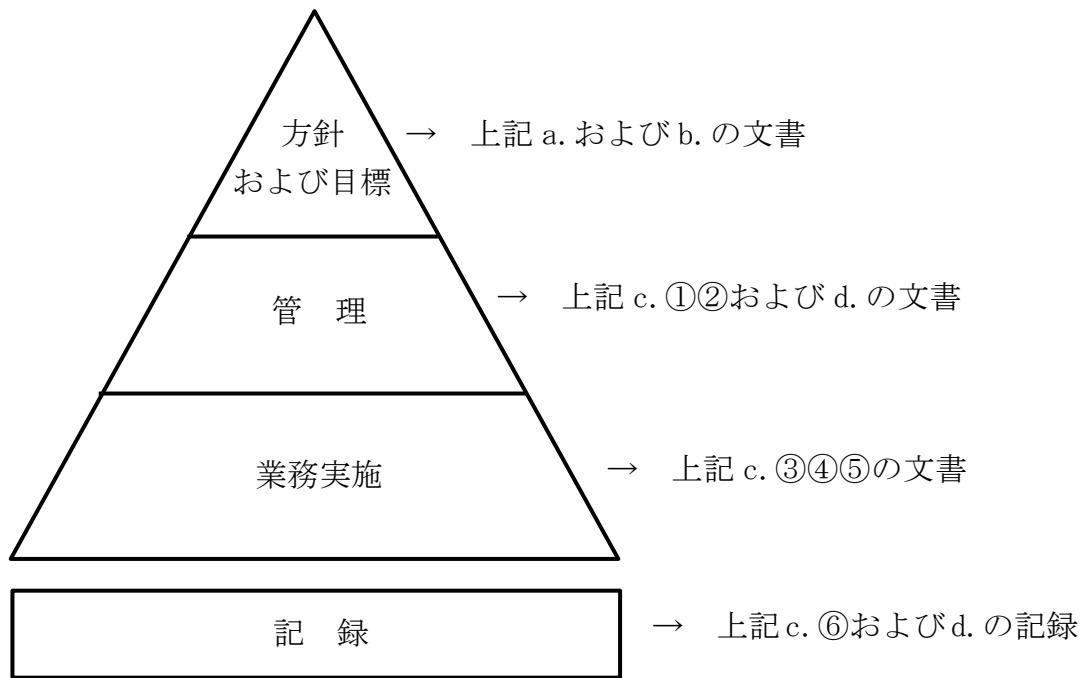 方針
および目標
→ 上記 a. および b. の文書
管 理
→ 上記 c. ①②および d. の文書
業務実施
→ 上記 c. ③④⑤の文書
記 録
→ 上記 c. ⑥および d. の記録